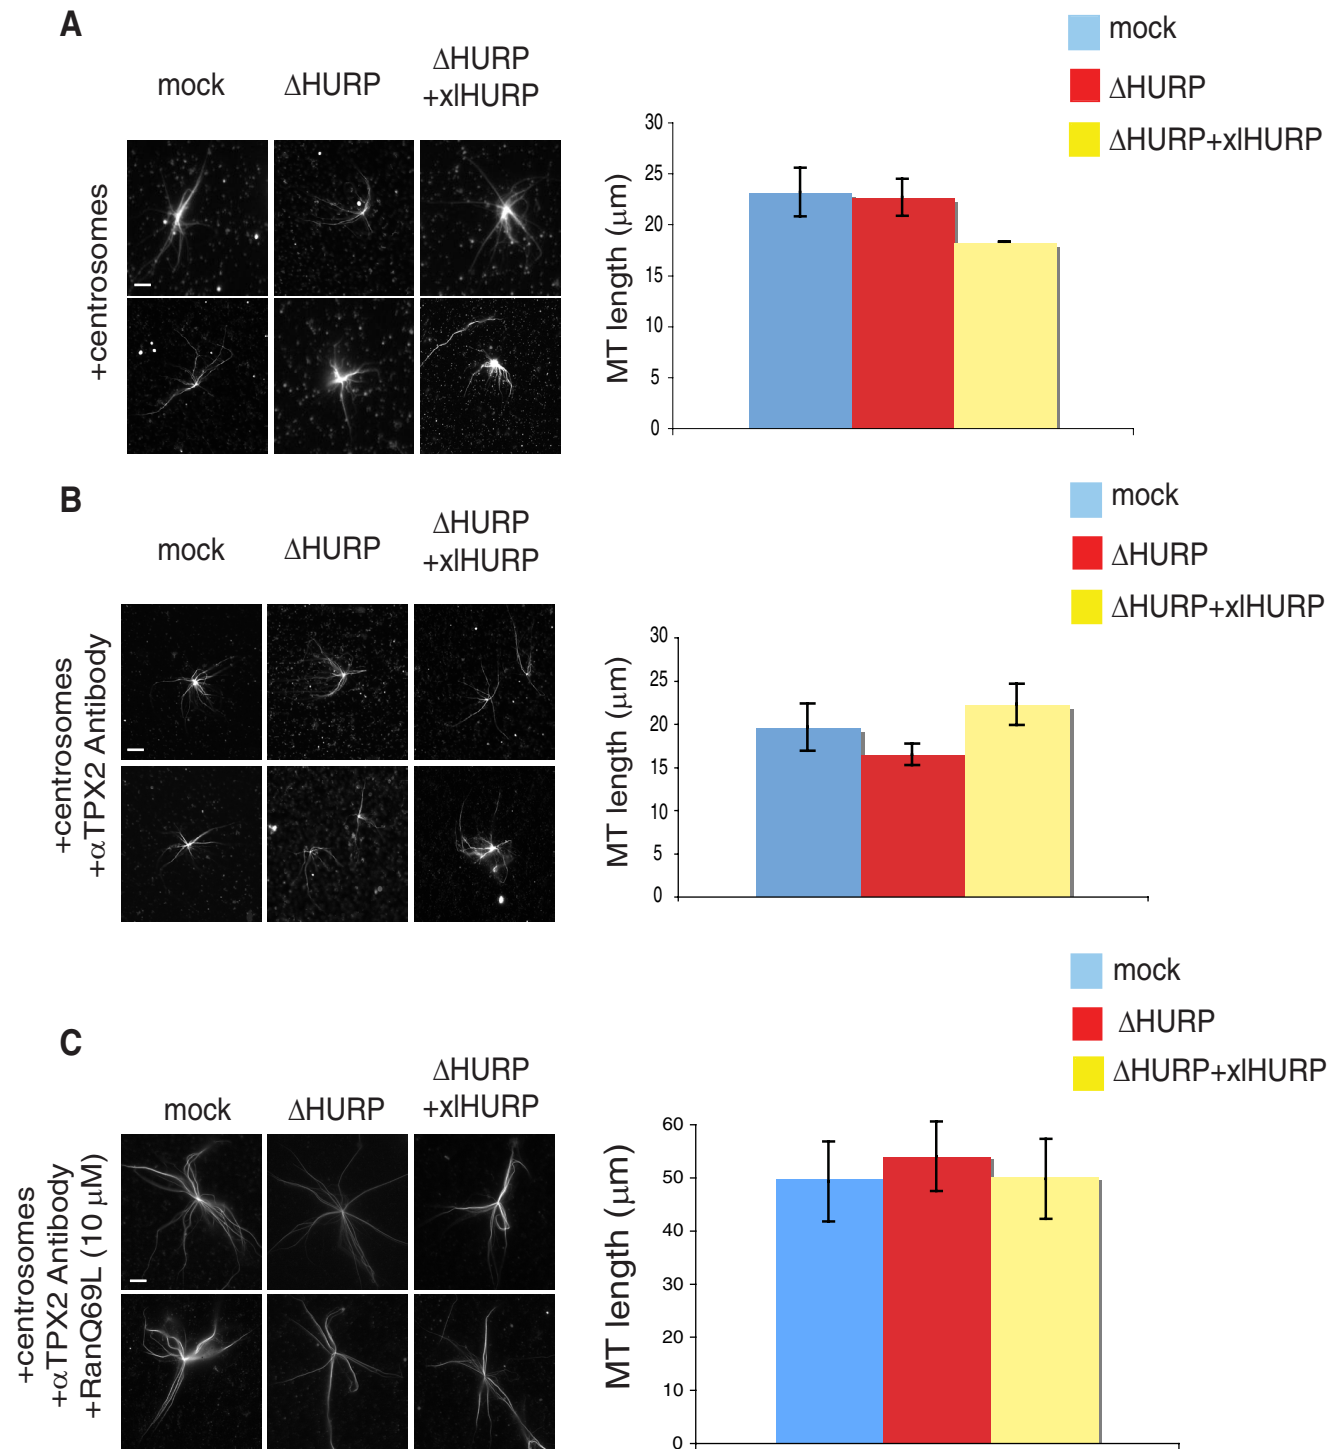 A
mock
ΔHURP
ΔHURP
+xlHURP
+centrosomes
mock
ΔHURP
ΔHURP+xlHURP
MT length (μm)
30
25
20
15
10
5
0
B
mock
ΔHURP
ΔHURP
+xlHURP
+centrosomes
+αTPX2 Antibody
mock
ΔHURP
ΔHURP+xlHURP
MT length (μm)
30
25
20
15
10
5
0
C
mock
ΔHURP
ΔHURP
+xlHURP
+centrosomes
+αTPX2 Antibody
+RanQ69L (10 μM)
mock
ΔHURP
ΔHURP+xlHURP
MT length (μm)
60
50
40
30
20
10
0